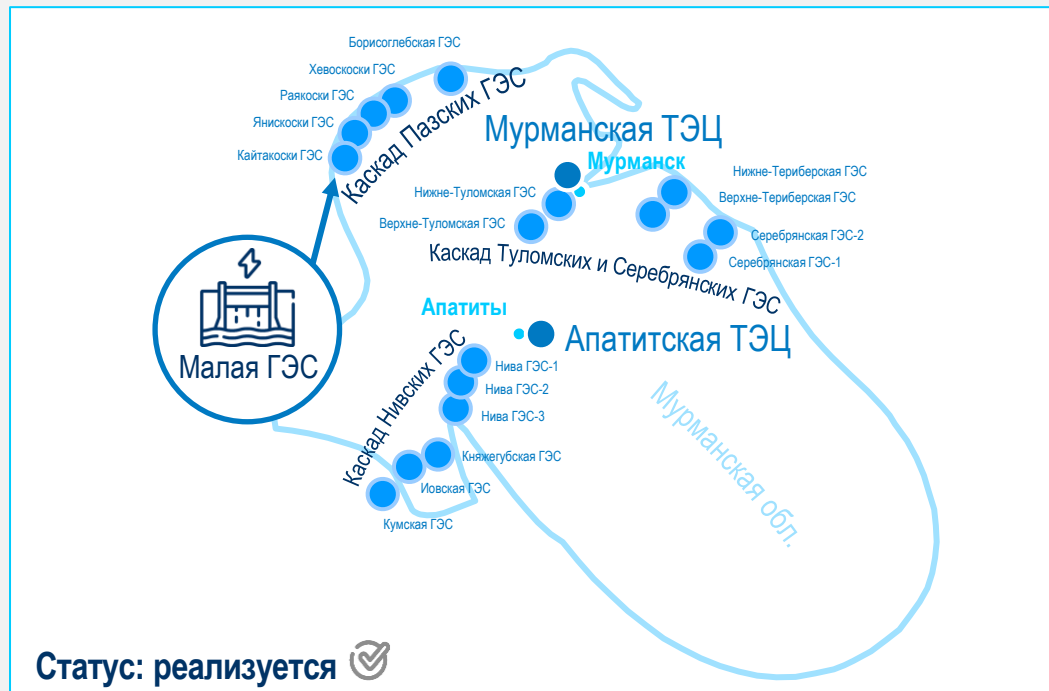 Борисоглебская ГЭС
Хевоскоски ГЭС
Раякоски ГЭС
Янискоски ГЭС
Кайтакоски ГЭС
Каскад Пазских ГЭС
Мурманская ТЭЦ
Мурманск
Нижне-Туломская ГЭС
Верхне-Туломская ГЭС
Нижне-Териберская ГЭС
Верхне-Териберская ГЭС
Серебрянская ГЭС-2
Серебрянская ГЭС-1
Каскад Туломских и Серебрянских ГЭС
Малая ГЭС
Апатиты
Апатитская ТЭЦ
Каскад Нивских ГЭС
Нива ГЭС-1
Нива ГЭС-2
Нива ГЭС-3
Княжегубская ГЭС
Иовская ГЭС
Кумская ГЭС
Мурманская обл.
Статус: реализуется